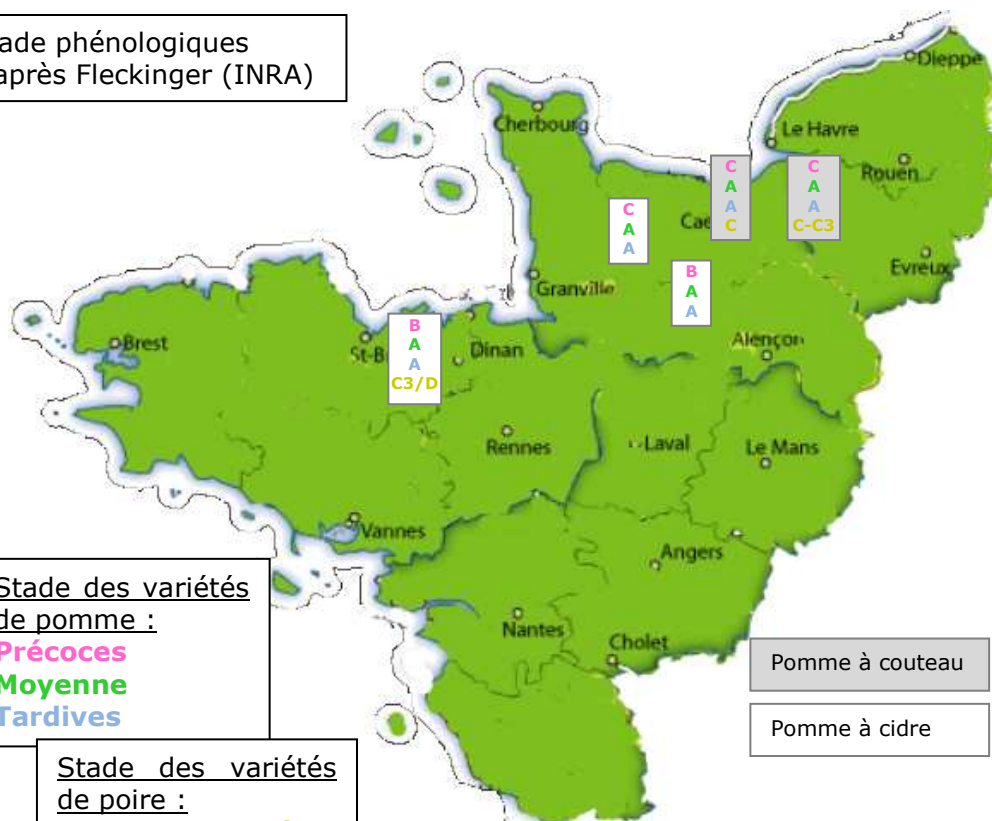 ade phénologiques
après Fleckinger (INRA)
Dieppe
Cherbourg
Le Havre
Rouen
C
A
A
C
C
A
A
C-C3
Cae
C
A
A
Evreux
Granville
B
A
A
Alençon
Brest
St-B
B
A
A
C3/D
Dinan
Rennes
Laval
Le Mans
Vannes
Angers
Nantes
Cholet
Stade des variétés
de pomme :
Précoces
Moyenne
Tardives
Pomme à couteau
Pomme à cidre
Stade des variétés
de poire :